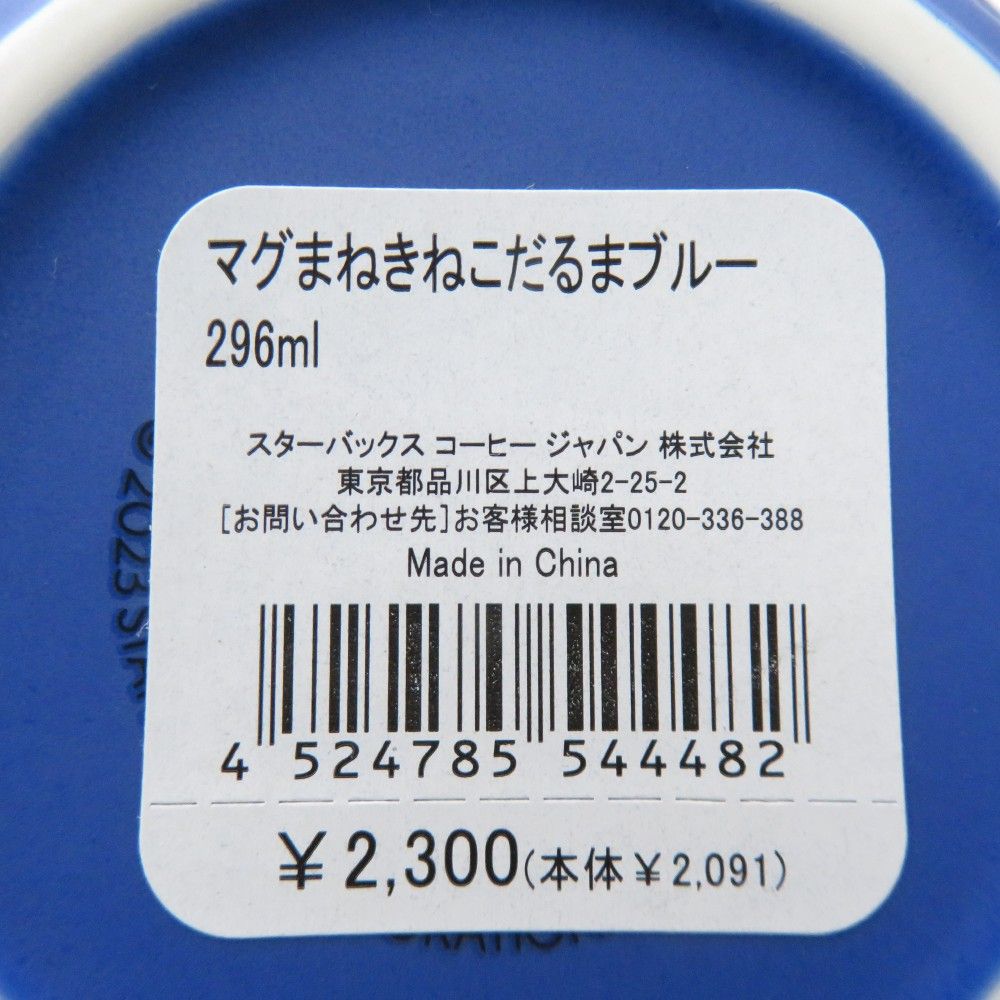 マグまねきねこだるまブルー
296ml
スターバックス コーヒー ジャパン 株式会社
東京都品川区上大崎2-25-2
[お問い合わせ先]お客様相談室0120-336-388
Made in China
4 524785 544482
¥2,300(本体¥2,091)
© 2023